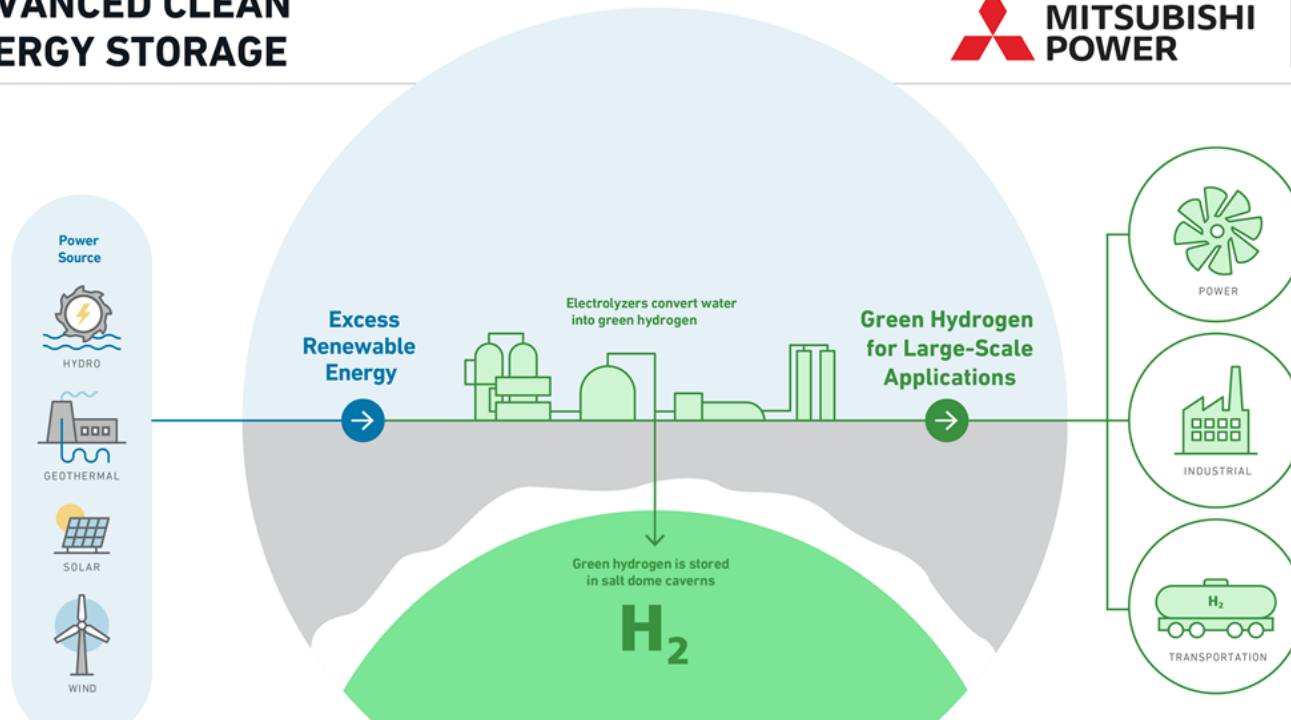 VANCED CLEAN
ERGY STORAGE
MITSUBISHI
POWER
Power
Source
HYDRO
GEOTHERMAL
SOLAR
WIND
Excess
Renewable
Energy
Electrolyzers convert water
into green hydrogen
Green hydrogen is stored
in salt dome caverns
H₂
Green Hydrogen
for Large-Scale
Applications
POWER
INDUSTRIAL
H₂
TRANSPORTATION